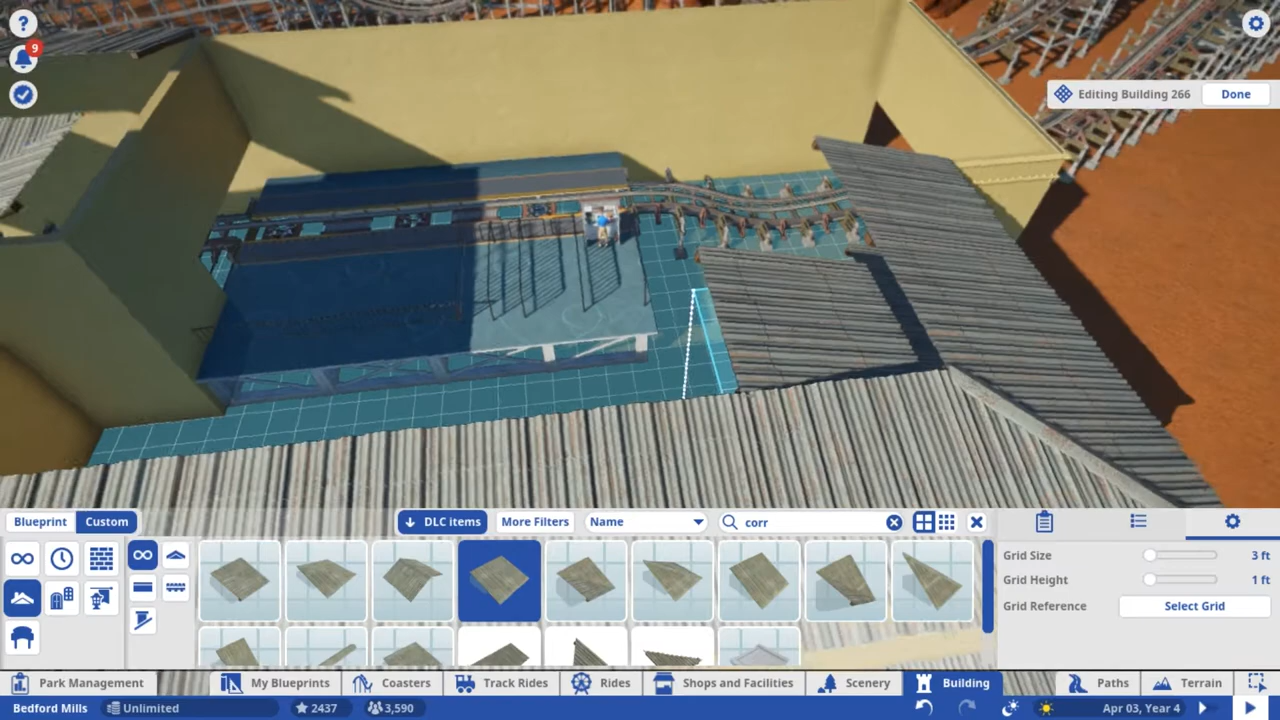 ?
9
Editing Building 266
Done
Blueprint
Custom
DLC items
More Filters
Name
corr
Grid Size
3 ft
Grid Height
1 ft
Grid Reference
Select Grid
Park Management
My Blueprints
Coasters
Track Rides
Rides
Shops and Facilities
Scenery
Building
Paths
Terrain
Bedford Mills
Unlimited
2437
3,590
Apr 03, Year 4